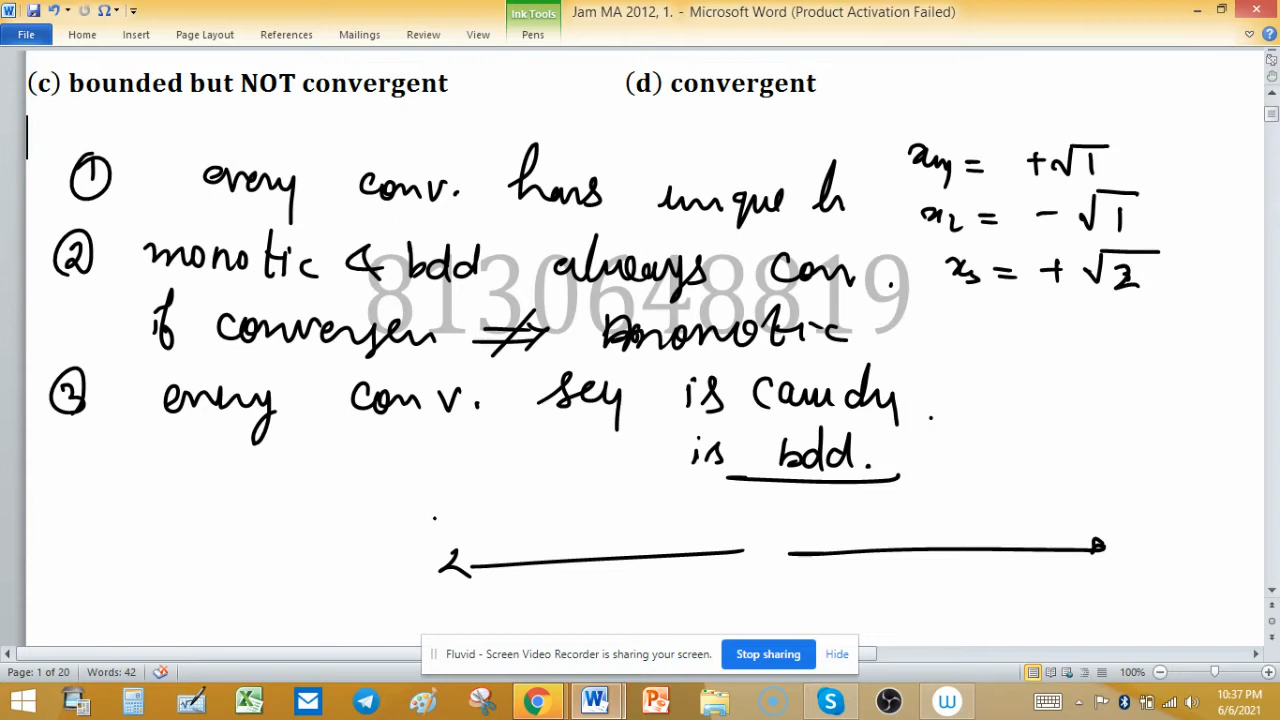 Jam MA 2012, 1. - Microsoft Word (Product Activation Failed)
Ink Tools
File Home Insert Page Layout References Mailings Review View Pens
(c) bounded but NOT convergent (d) convergent
① every conv. has unique
x₁ = +√1
x₂ = - √1
② monotic & bdd always conv.
x₃ = + √2
8130648819
if convergen ⇏ monotic
③ every conv. seq is caucdy.
is bdd.
Fluvid - Screen Video Recorder is sharing your screen. Stop sharing Hide
Page: 1 of 20 Words: 42 100%
10:37 PM
6/6/2021